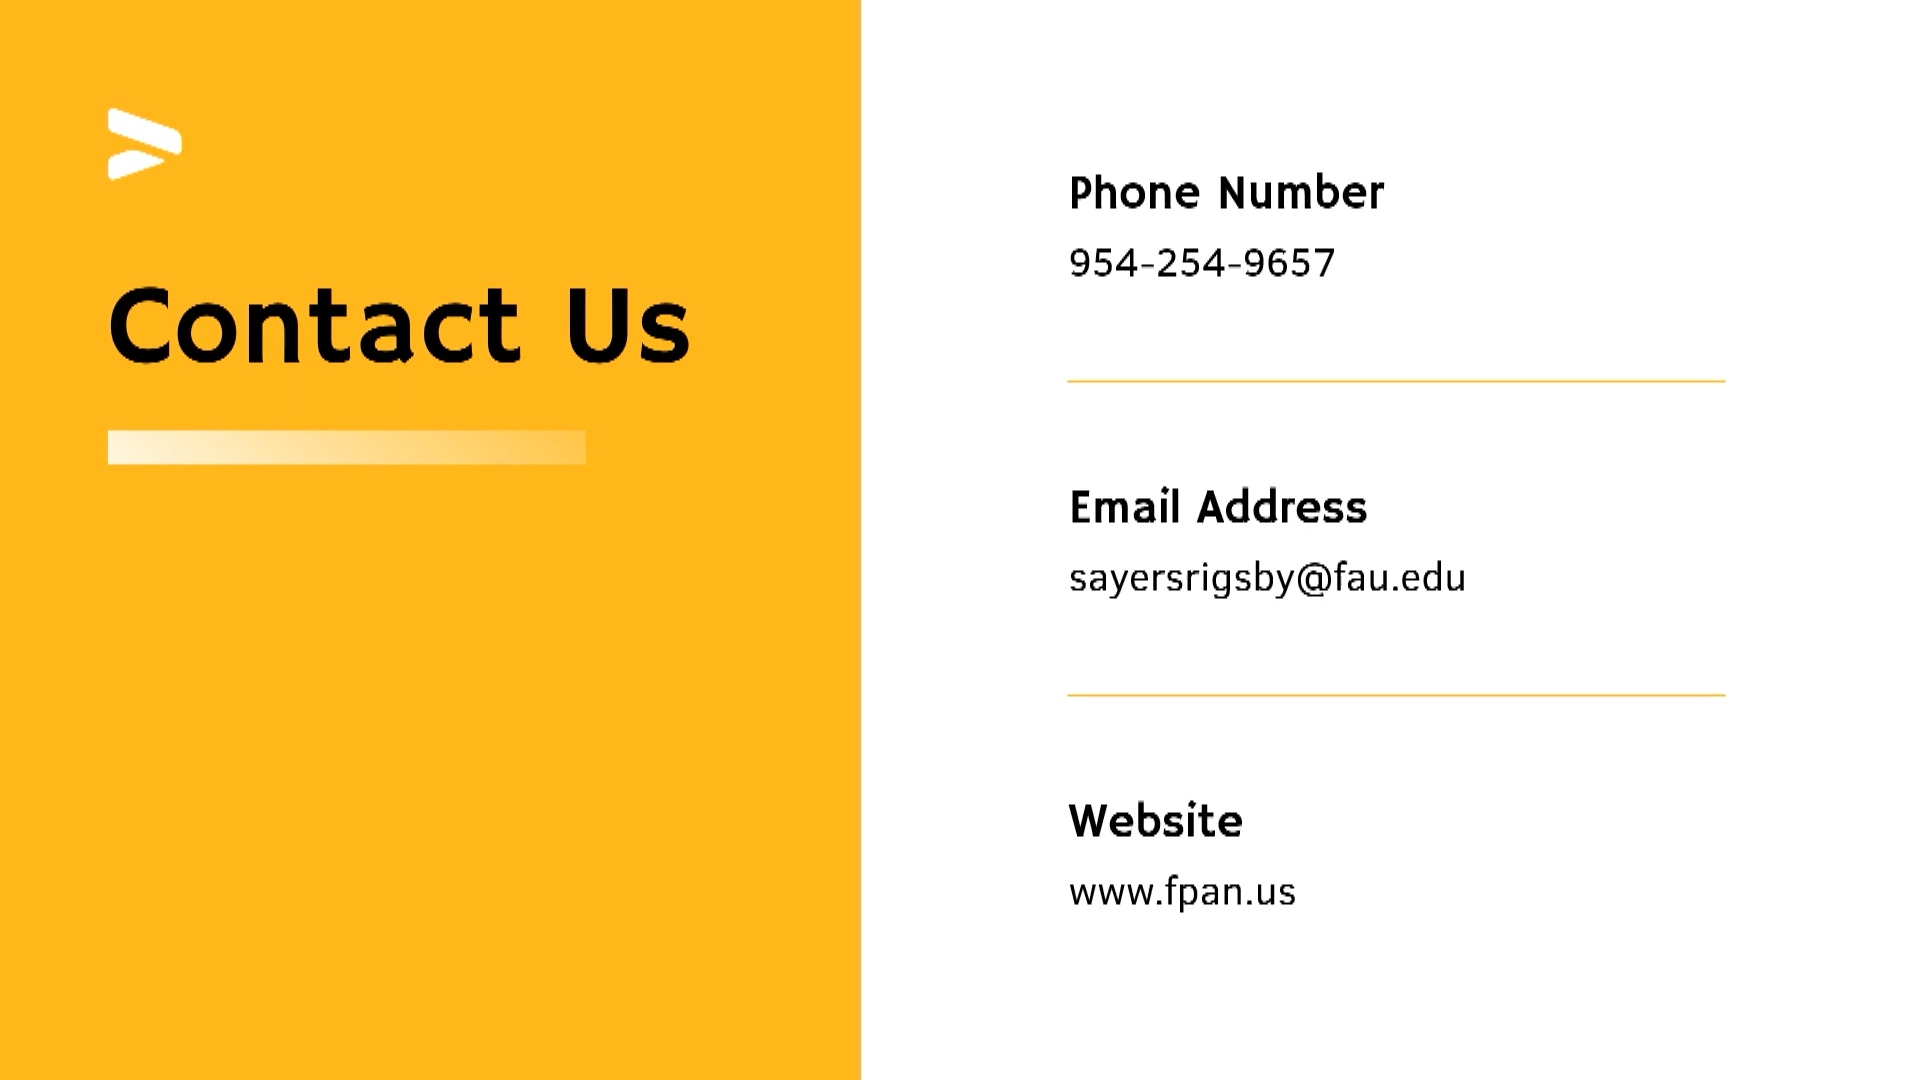 Contact Us
Phone Number
954-254-9657
Email Address
sayersrigsby@fau.edu
Website
www.fpan.us